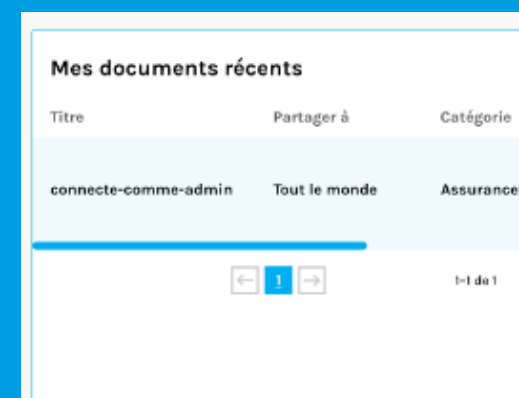 Mes documents récents
Titre Partager à Catégorie
connecte-comme-admin Tout le monde Assurance
← 1 → 1-1 de 1